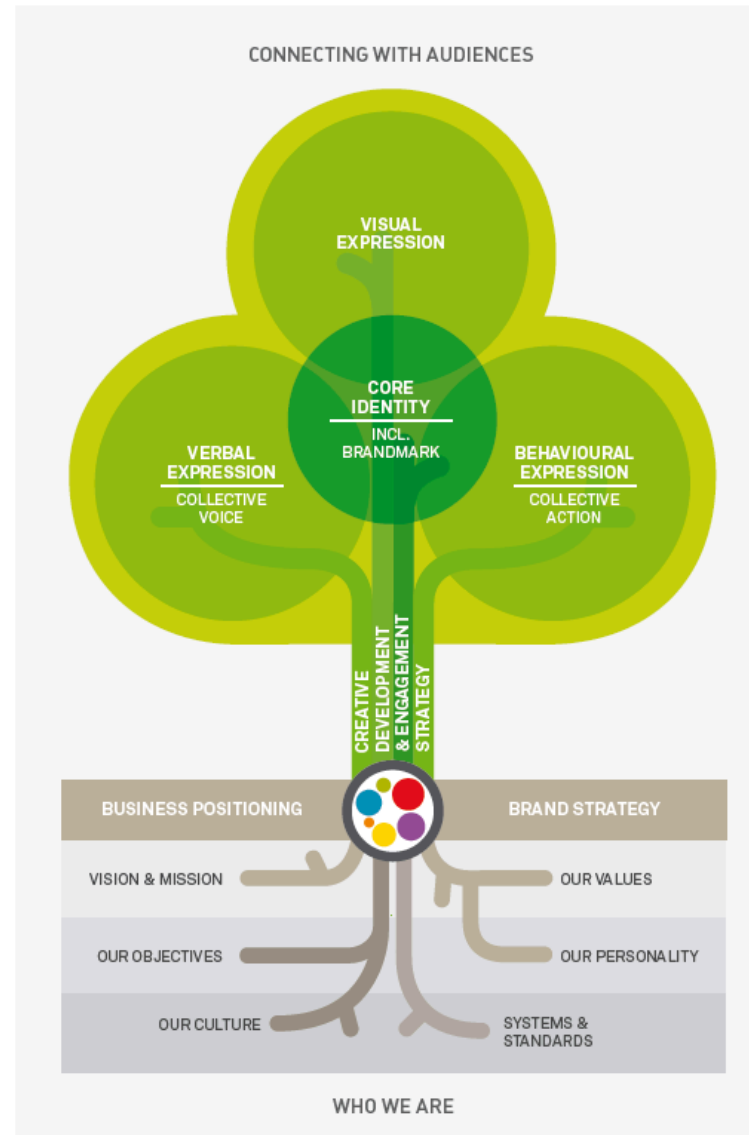 CONNECTING WITH AUDIENCES
VISUAL
EXPRESSION
CORE
IDENTITY
INCL.
BRANDMARK
VERBAL
EXPRESSION
COLLECTIVE
VOICE
BEHAVIOURAL
EXPRESSION
COLLECTIVE
ACTION
CREATIVE
DEVELOPMENT
& ENGAGEMENT
STRATEGY
BUSINESS POSITIONING
BRAND STRATEGY
VISION & MISSION
OUR VALUES
OUR OBJECTIVES
OUR PERSONALITY
OUR CULTURE
SYSTEMS &
STANDARDS
WHO WE ARE